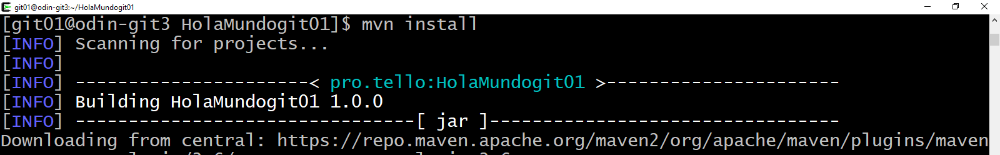 git01@odin-git3:~/HolaMundogit01
[git01@odin-git3 HolaMundogit01]$ mvn install
[INFO] Scanning for projects...
[INFO]
[INFO] ----------------------< pro.tello:HolaMundogit01 >----------------------
[INFO] Building HolaMundogit01 1.0.0
[INFO] --------------------------------[ jar ]---------------------------------
Downloading from central: https://repo.maven.apache.org/maven2/org/apache/maven/plugins/maven